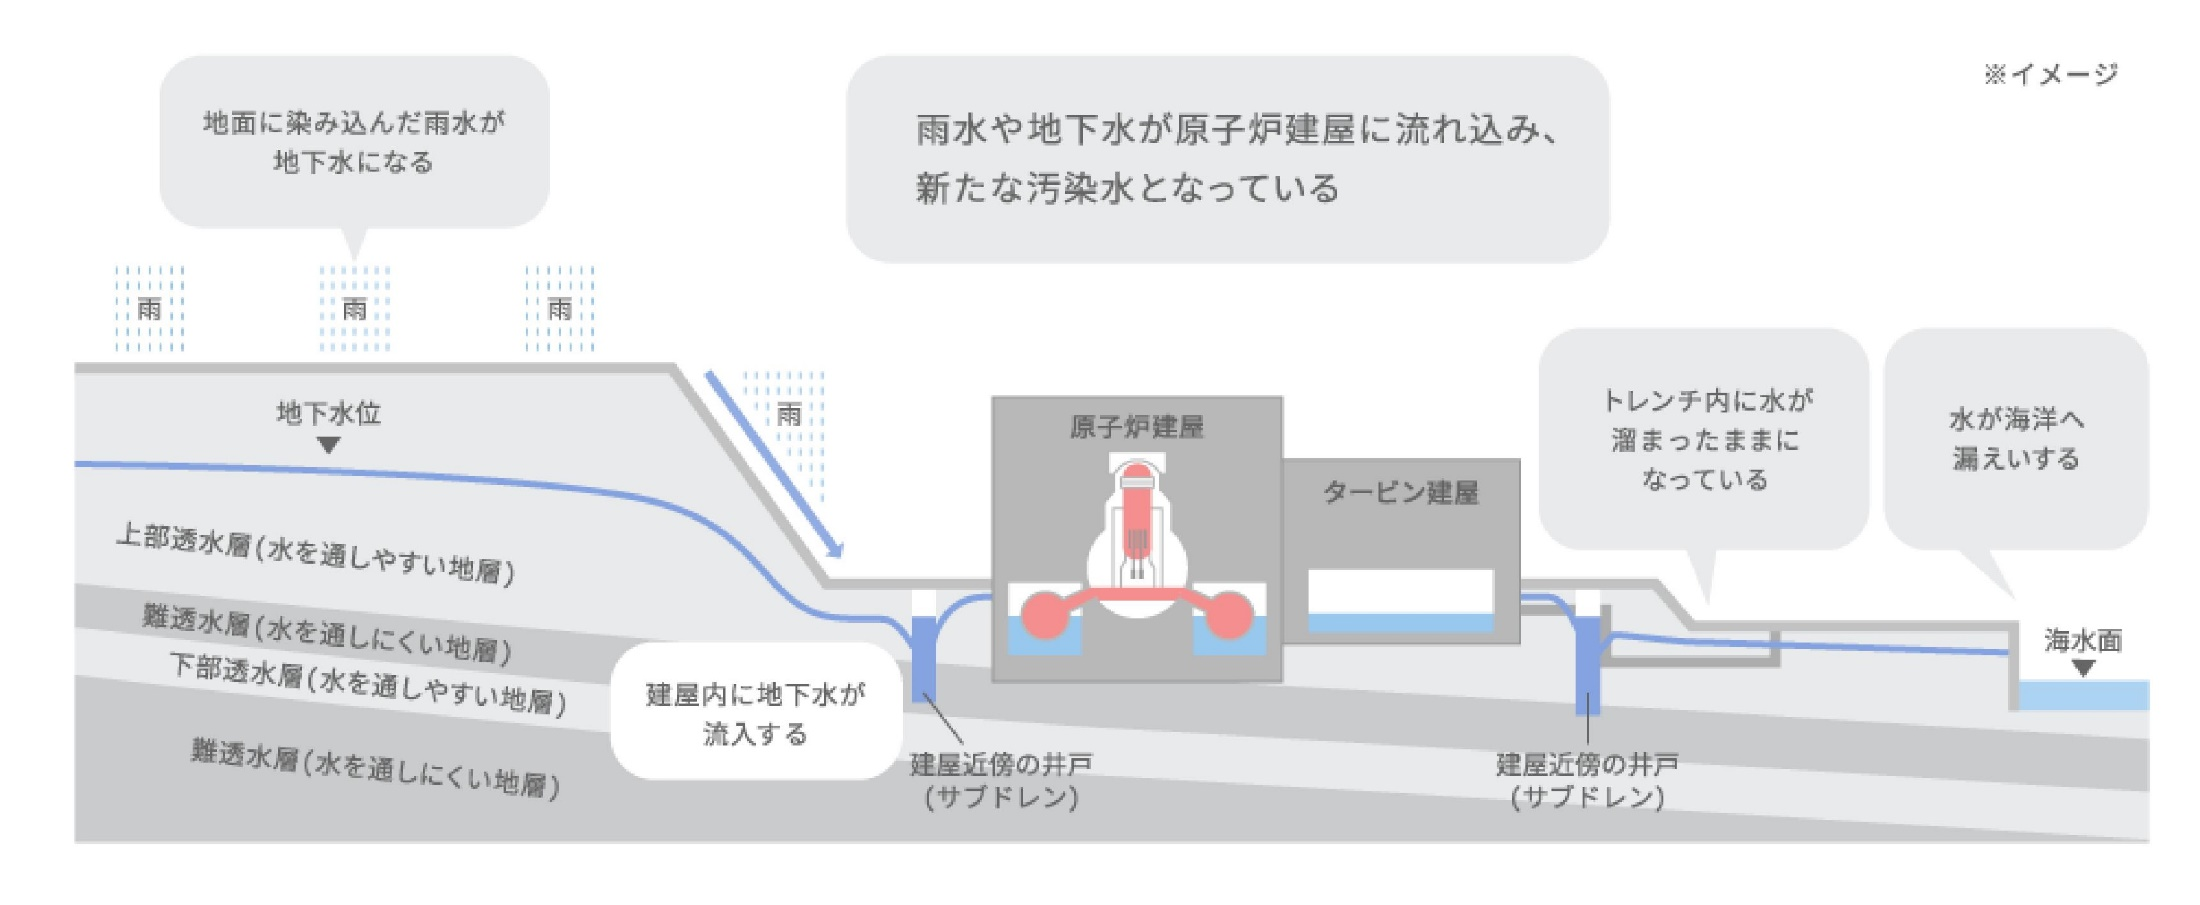 ※イメージ
地面に染み込んだ雨水が
地下水になる
雨水や地下水が原子炉建屋に流れ込み、
新たな汚染水となっている
雨
雨
雨
雨
地下水位
原子炉建屋
タービン建屋
トレンチ内に水が
溜まったままに
なっている
水が海洋へ
漏えいする
上部透水層(水を通しやすい地層)
難透水層(水を通しにくい地層)
下部透水層(水を通しやすい地層)
難透水層(水を通しにくい地層)
建屋内に地下水が
流入する
海水面
建屋近傍の井戸
(サブドレン)
建屋近傍の井戸
(サブドレン)